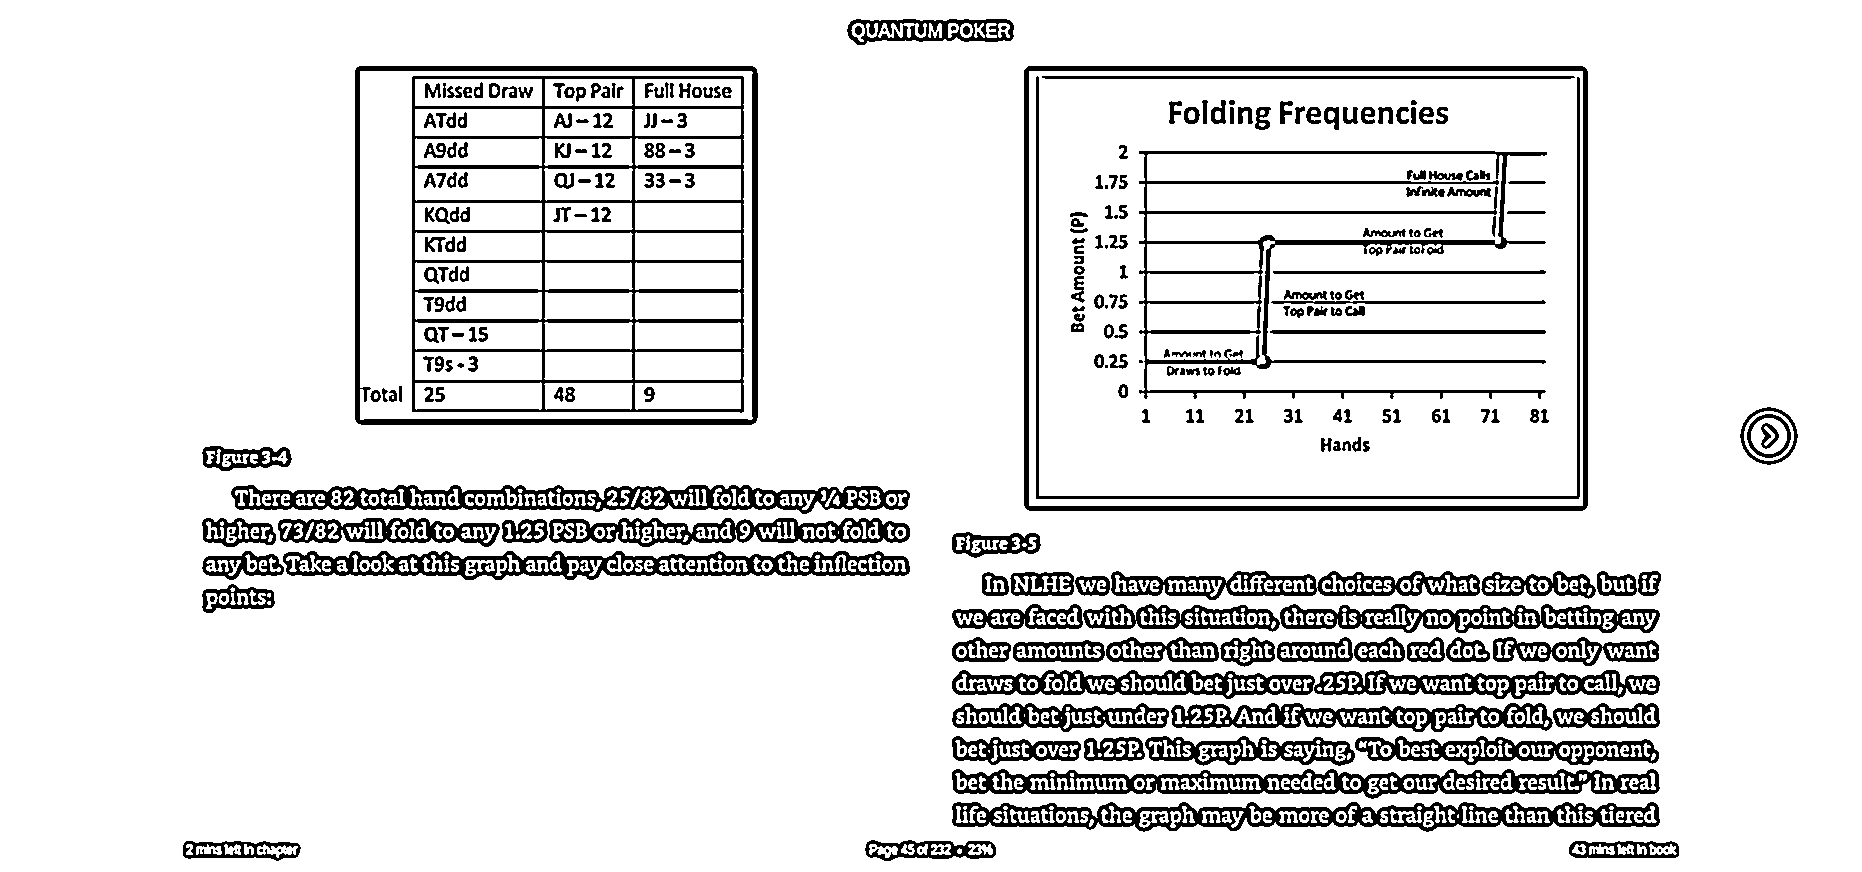 QUANTUM POKER
Missed Draw Top Pair Full House
ATdd AJ – 12 JJ – 3
A9dd KJ – 12 88 – 3
A7dd QJ – 12 33 – 3
KQdd JT – 12
KTdd
QTdd
T9dd
QT – 15
T9s - 3
Total 25 48 9
Figure 3-4
There are 82 total hand combinations, 25/82 will fold to any ¼ PSB or
higher, 73/82 will fold to any 1.25 PSB or higher, and 9 will not fold to
any bet. Take a look at this graph and pay close attention to the inflection
points:
Folding Frequencies
Bet Amount (P)
2
1.75
1.5
1.25
1
0.75
0.5
0.25
0
Full House Calls
Infinite Amount
Amount to Get
Top Pair to Fold
Amount to Get
Top Pair to Call
Amount to Get
Draws to Fold
1 11 21 31 41 51 61 71 81
Hands
Figure 3-5
In NLHE we have many different choices of what size to bet, but if
we are faced with this situation, there is really no point in betting any
other amounts other than right around each red dot. If we only want
draws to fold we should bet just over .25P. If we want top pair to call, we
should bet just under 1.25P. And if we want top pair to fold, we should
bet just over 1.25P. This graph is saying, “To best exploit our opponent,
bet the minimum or maximum needed to get our desired result.” In real
life situations, the graph may be more of a straight line than this tiered
2 mins left in chapter
Page 45 of 232 • 23%
43 mins left in book